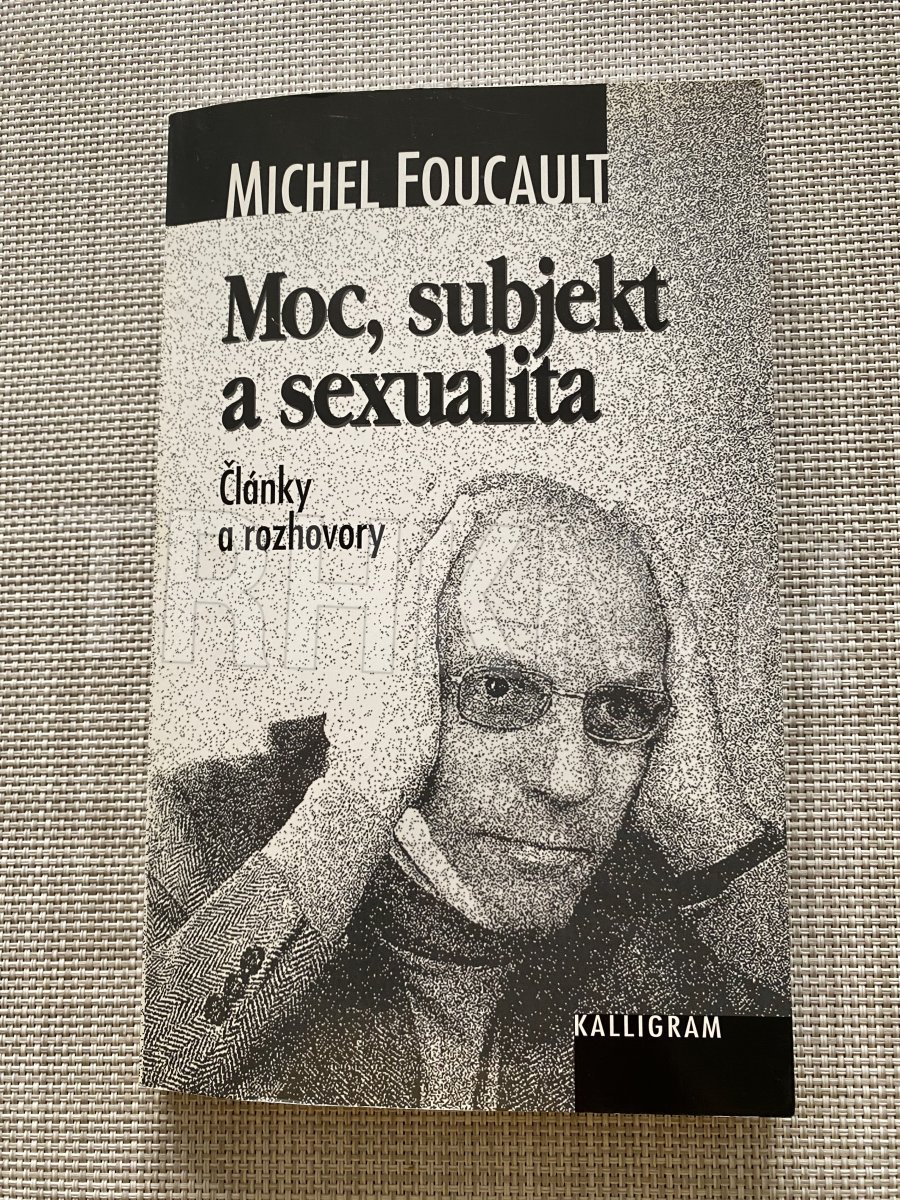 MICHEL FOUCAULT
Moc, subjekt
a sexualita
Články
a rozhovory
KALLIGRAM